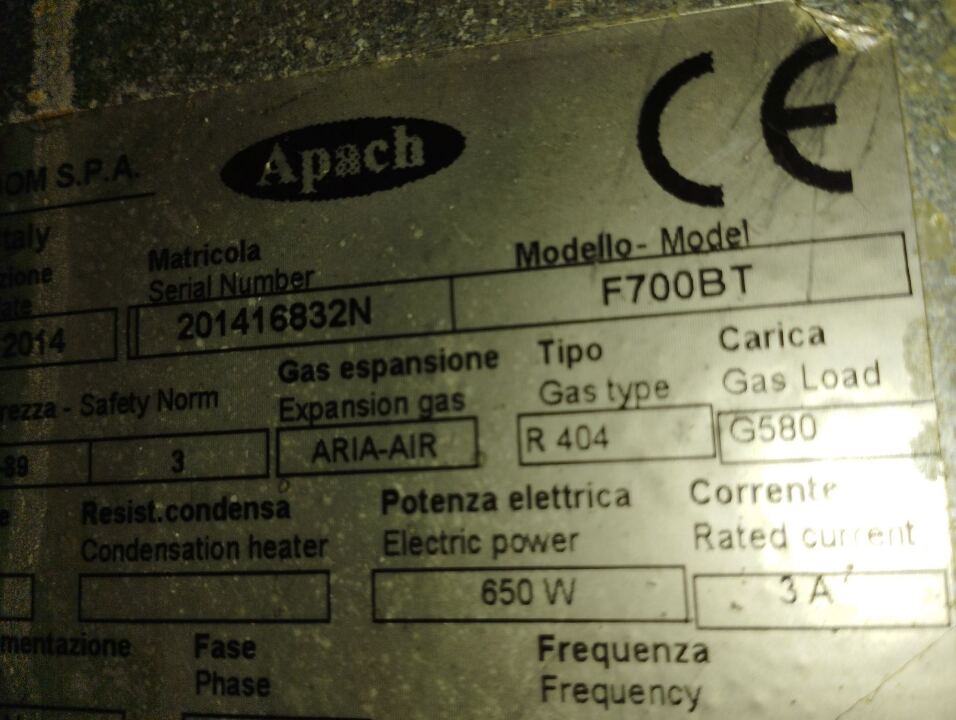 Apach
CE
OM S.P.A.
Italy
Matricola
Serial Number
Modello- Model
2014
201416832N
F700BT
Gas espansione
Tipo
Carica
- Safety Norm
Expansion gas
Gas type
Gas Load
3
ARIA-AIR
R 404
G580
Resist.condensa
Potenza elettrica
Corrente
Condensation heater
Electric power
Rated current
650 W
3 A
Fase
Frequenza
Phase
Frequency